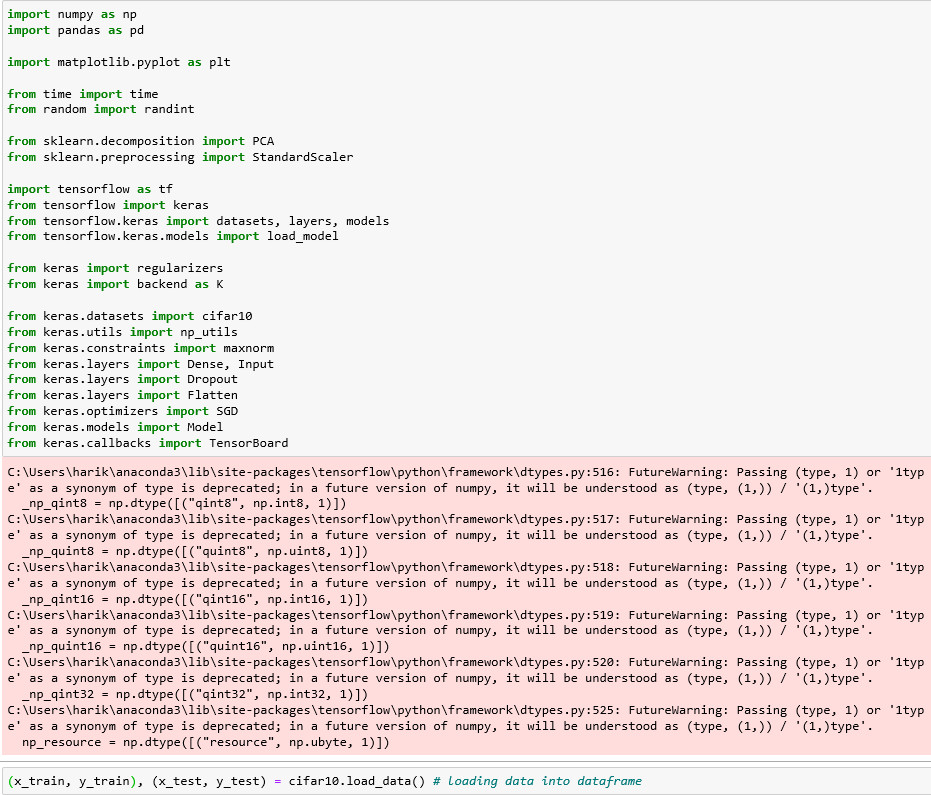 import numpy as np
import pandas as pd
import matplotlib.pyplot as plt
from time import time
from random import randint
from sklearn.decomposition import PCA
from sklearn.preprocessing import StandardScaler
import tensorflow as tf
from tensorflow import keras
from tensorflow.keras import datasets, layers, models
from tensorflow.keras.models import load_model
from keras import regularizers
from keras import backend as K
from keras.datasets import cifar10
from keras.utils import np_utils
from keras.constraints import maxnorm
from keras.layers import Dense, Input
from keras.layers import Dropout
from keras.layers import Flatten
from keras.optimizers import SGD
from keras.models import Model
from keras.callbacks import TensorBoard
C:\Users\harik\anaconda3\lib\site-packages\tensorflow\python\framework\dtypes.py:516: FutureWarning: Passing (type, 1) or '1typ
e' as a synonym of type is deprecated; in a future version of numpy, it will be understood as (type, (1,)) / '(1,)type'.
  _np_qint8 = np.dtype([("qint8", np.int8, 1)])
C:\Users\harik\anaconda3\lib\site-packages\tensorflow\python\framework\dtypes.py:517: FutureWarning: Passing (type, 1) or '1typ
e' as a synonym of type is deprecated; in a future version of numpy, it will be understood as (type, (1,)) / '(1,)type'.
  _np_quint8 = np.dtype([("quint8", np.uint8, 1)])
C:\Users\harik\anaconda3\lib\site-packages\tensorflow\python\framework\dtypes.py:518: FutureWarning: Passing (type, 1) or '1typ
e' as a synonym of type is deprecated; in a future version of numpy, it will be understood as (type, (1,)) / '(1,)type'.
  _np_qint16 = np.dtype([("qint16", np.int16, 1)])
C:\Users\harik\anaconda3\lib\site-packages\tensorflow\python\framework\dtypes.py:519: FutureWarning: Passing (type, 1) or '1typ
e' as a synonym of type is deprecated; in a future version of numpy, it will be understood as (type, (1,)) / '(1,)type'.
  _np_quint16 = np.dtype([("quint16", np.uint16, 1)])
C:\Users\harik\anaconda3\lib\site-packages\tensorflow\python\framework\dtypes.py:520: FutureWarning: Passing (type, 1) or '1typ
e' as a synonym of type is deprecated; in a future version of numpy, it will be understood as (type, (1,)) / '(1,)type'.
  _np_qint32 = np.dtype([("qint32", np.int32, 1)])
C:\Users\harik\anaconda3\lib\site-packages\tensorflow\python\framework\dtypes.py:525: FutureWarning: Passing (type, 1) or '1typ
e' as a synonym of type is deprecated; in a future version of numpy, it will be understood as (type, (1,)) / '(1,)type'.
  np_resource = np.dtype([("resource", np.ubyte, 1)])
(x_train, y_train), (x_test, y_test) = cifar10.load_data() # loading data into dataframe